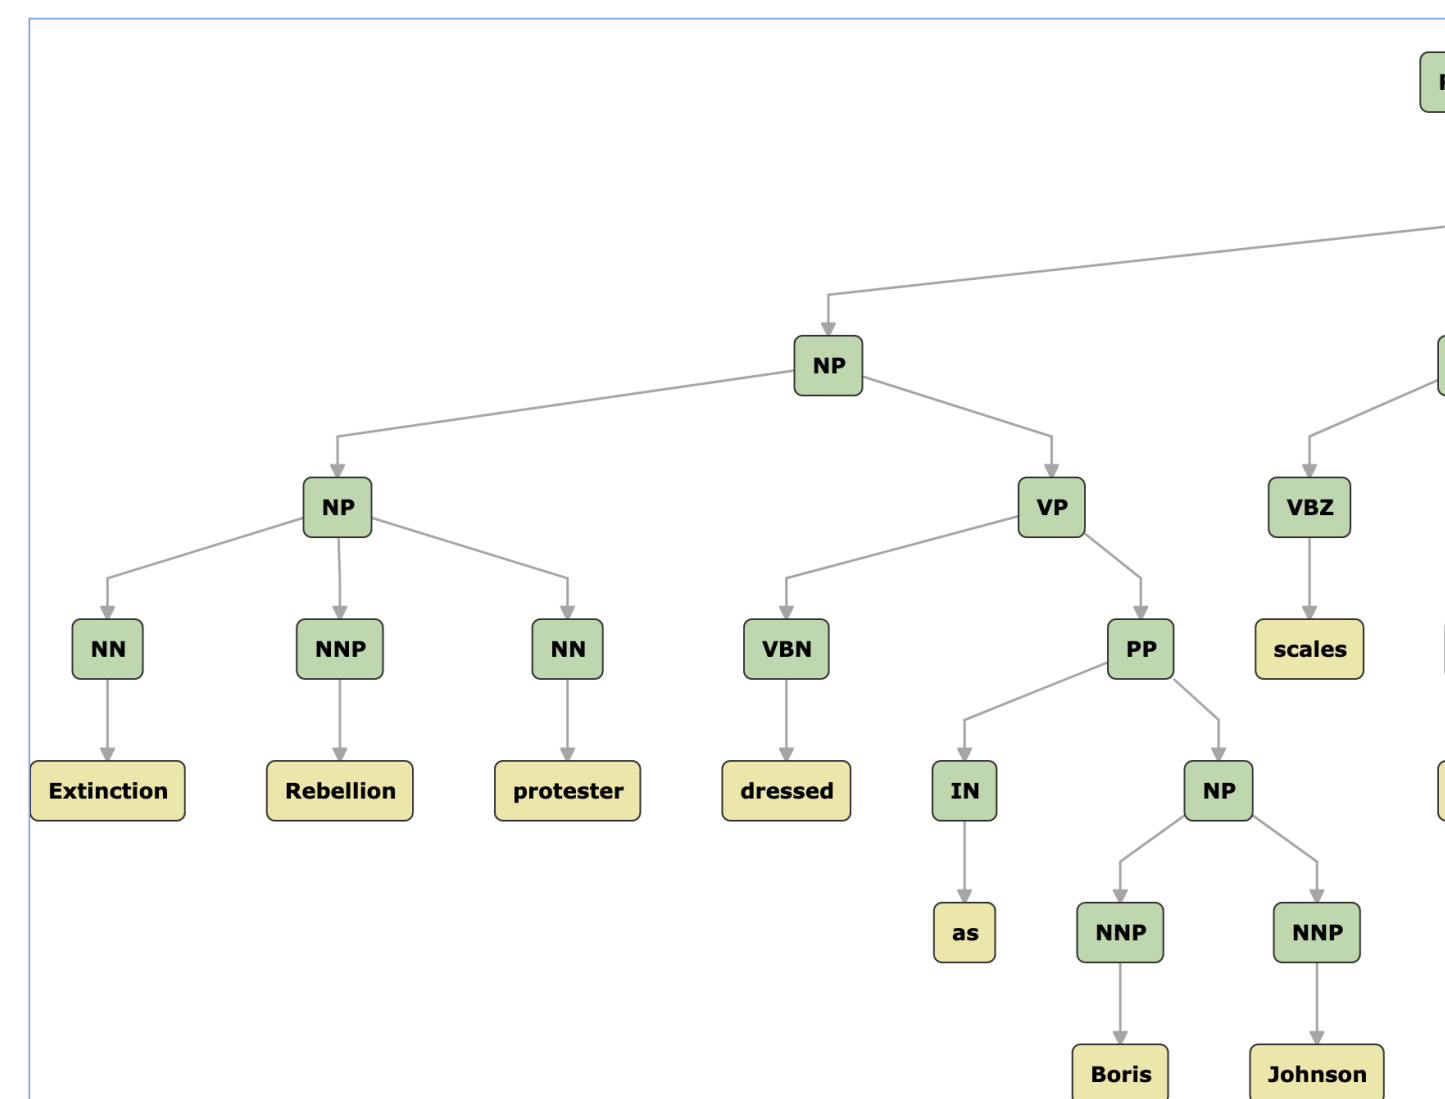 NP
NP VP VBZ
NN NNP NN VBN PP scales
Extinction Rebellion protester dressed IN NP
as NNP NNP
Boris Johnson